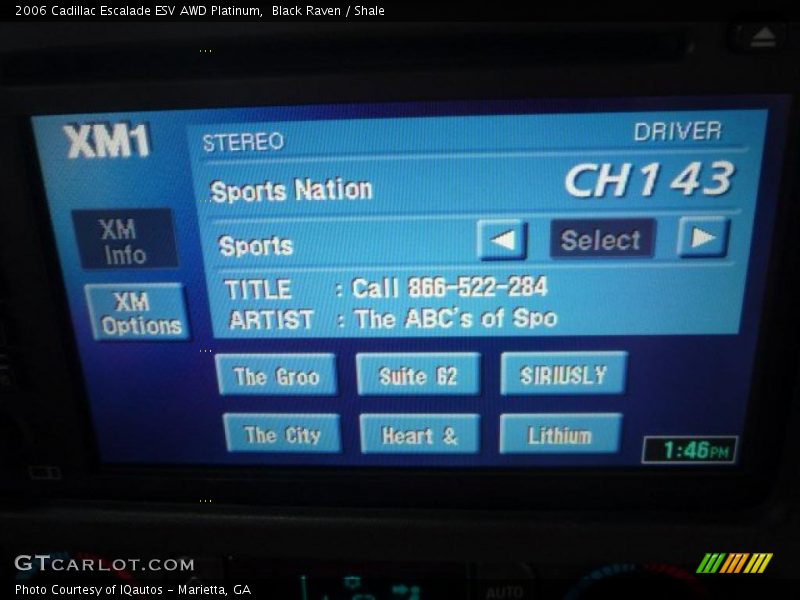 2006 Cadillac Escalade ESV AWD Platinum, Black Raven / Shale
XM1
STEREO
DRIVER
Sports Nation
CH143
XM
Info
Sports
Select
XM
Options
TITLE : Call 866-522-284
ARTIST : The ABC's of Spo
The Groo
Suite 62
SIRIUSLY
The City
Heart &
Lithium
1:46PM
AUTO
GTCARLOT.COM
Photo Courtesy of IQautos - Marietta, GA